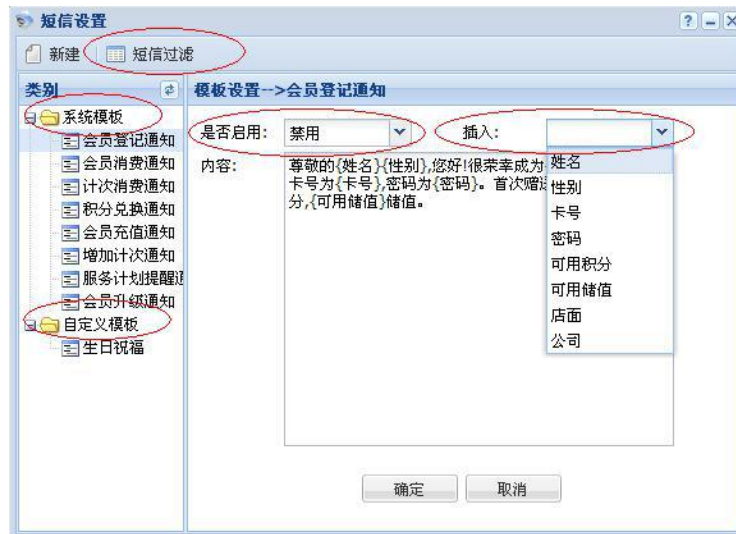 短信设置
新建 短信过滤
类别
模板设置-->会员登记通知
系统模板
会员登记通知
会员消费通知
计次消费通知
积分兑换通知
会员充值通知
增加计次通知
服务计划提醒
会员升级通知
自定义模板
生日祝福
是否启用: 禁用 插入:
内容:
尊敬的{姓名}{性别},您好!很荣幸成为
卡号为{卡号},密码为{密码}。首次赠
分,{可用储值}储值。
姓名
性别
卡号
密码
可用积分
可用储值
店面
公司
确定 取消